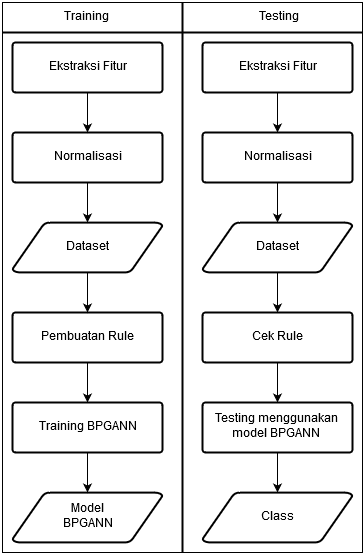 Training
Ekstraksi Fitur
Normalisasi
Dataset
Pembuatan Rule
Training BPGANN
Model
BPGANN
Testing
Ekstraksi Fitur
Normalisasi
Dataset
Cek Rule
Testing menggunakan
model BPGANN
Class